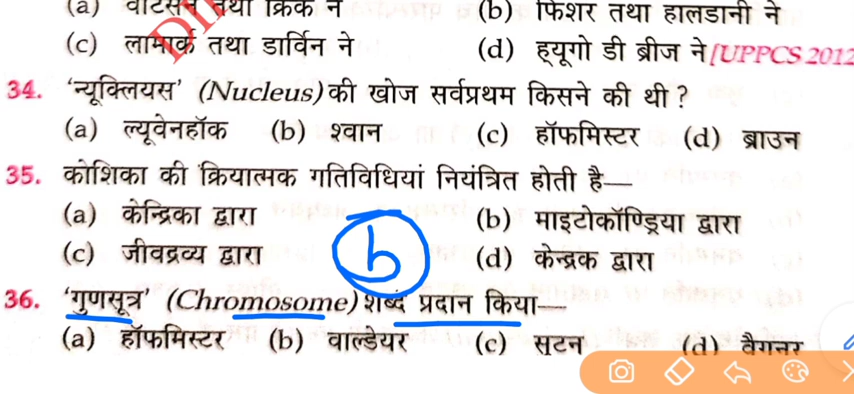 (a) वाटसन तथा क्रिक ने (b) फिशर तथा हालडानी ने
(c) लामार्क तथा डार्विन ने (d) ह्यूगो डी ब्रीज ने [UPPCS 2012
34. ‘न्यूक्लियस’ (Nucleus) की खोज सर्वप्रथम किसने की थी ?
(a) ल्यूवेनहॉक (b) श्वान (c) हॉफमिस्टर (d) ब्राउन
35. कोशिका की क्रियात्मक गतिविधियां नियंत्रित होती है—
(a) केन्द्रिका द्वारा (b) माइटोकॉण्ड्रिया द्वारा
(c) जीवद्रव्य द्वारा (d) केन्द्रक द्वारा
b
36. ‘गुणसूत्र’ (Chromosome) शब्द प्रदान किया—
(a) हॉफमिस्टर (b) वाल्डेयर (c) सटन (d) वैगनर